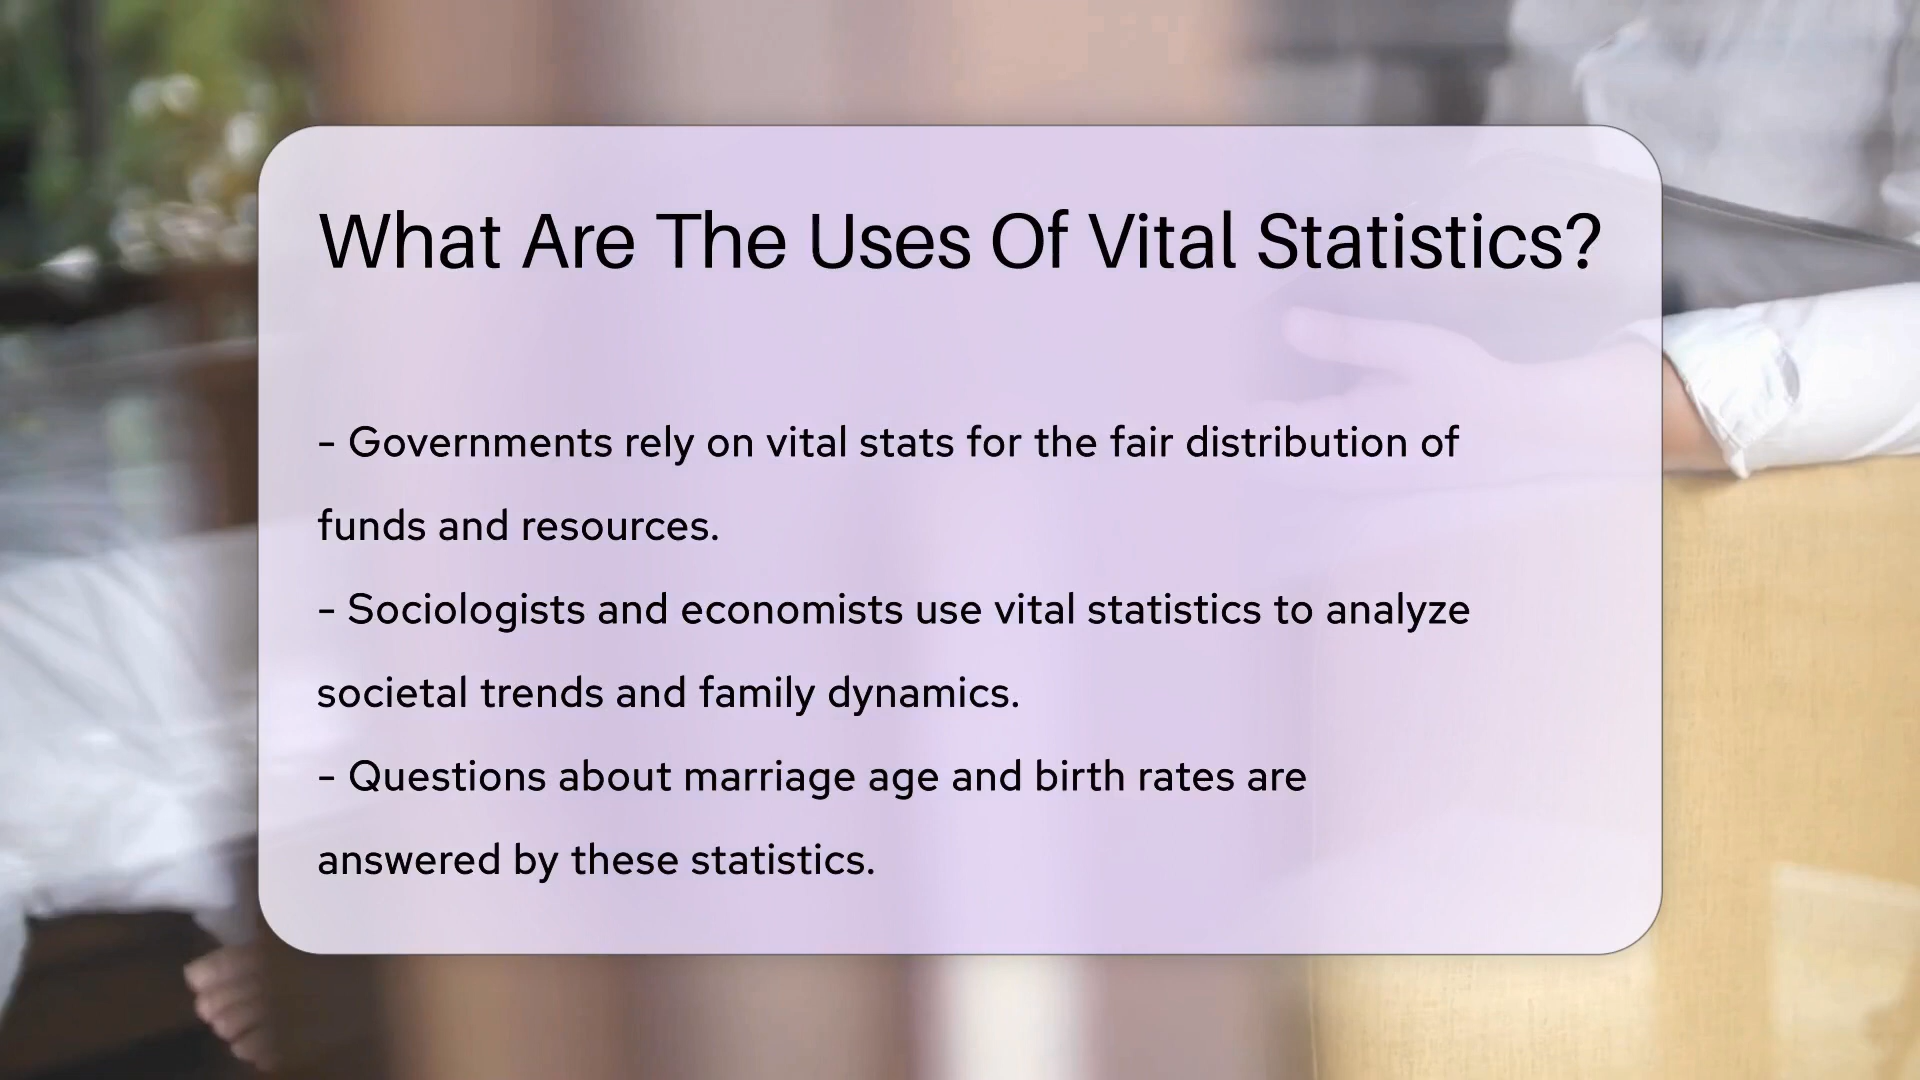 What Are The Uses Of Vital Statistics?
- Governments rely on vital stats for the fair distribution of
funds and resources.
- Sociologists and economists use vital statistics to analyze
societal trends and family dynamics.
- Questions about marriage age and birth rates are
answered by these statistics.